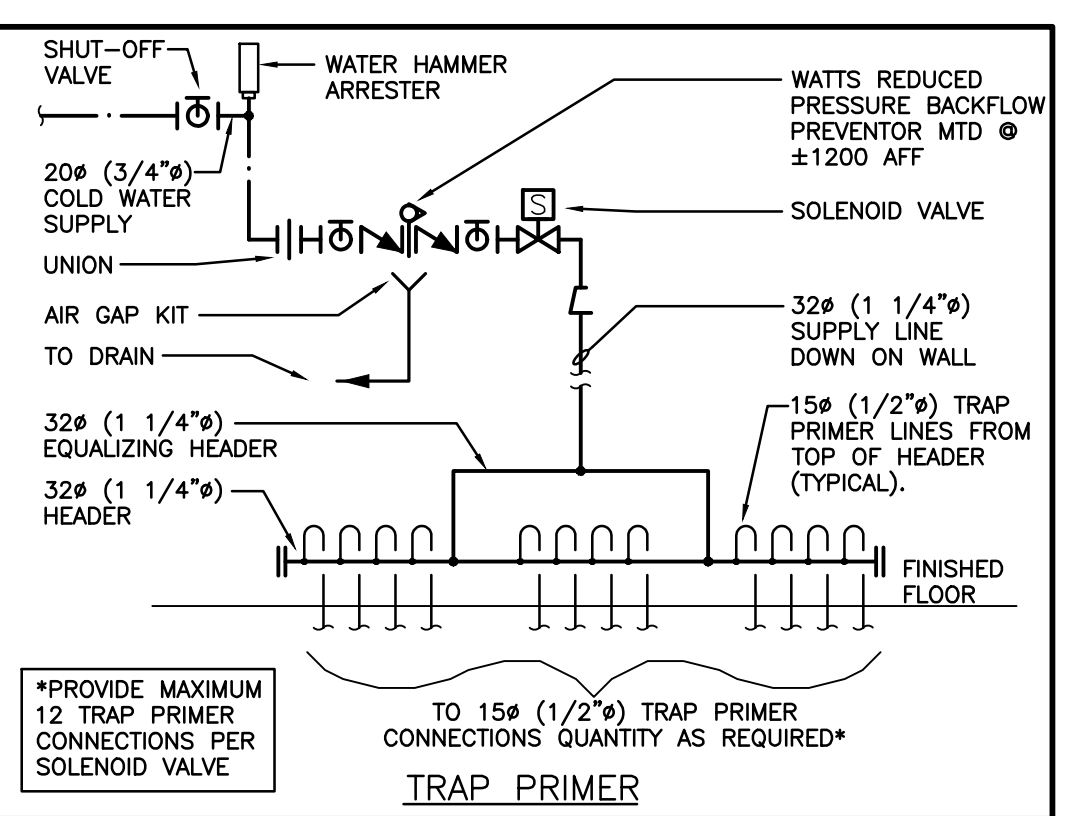 SHUT-OFF
VALVE
WATER HAMMER
ARRESTER
WATTS REDUCED
PRESSURE BACKFLOW
PREVENTOR MTD @
±1200 AFF
20ø (3/4"ø)
COLD WATER
SUPPLY
S
SOLENOID VALVE
UNION
AIR GAP KIT
TO DRAIN
32ø (1 1/4"ø)
SUPPLY LINE
DOWN ON WALL
32ø (1 1/4"ø)
EQUALIZING HEADER
15ø (1/2"ø) TRAP
PRIMER LINES FROM
TOP OF HEADER
(TYPICAL).
32ø (1 1/4"ø)
HEADER
FINISHED
FLOOR
*PROVIDE MAXIMUM
12 TRAP PRIMER
CONNECTIONS PER
SOLENOID VALVE
TO 15ø (1/2"ø) TRAP PRIMER
CONNECTIONS QUANTITY AS REQUIRED*
TRAP PRIMER